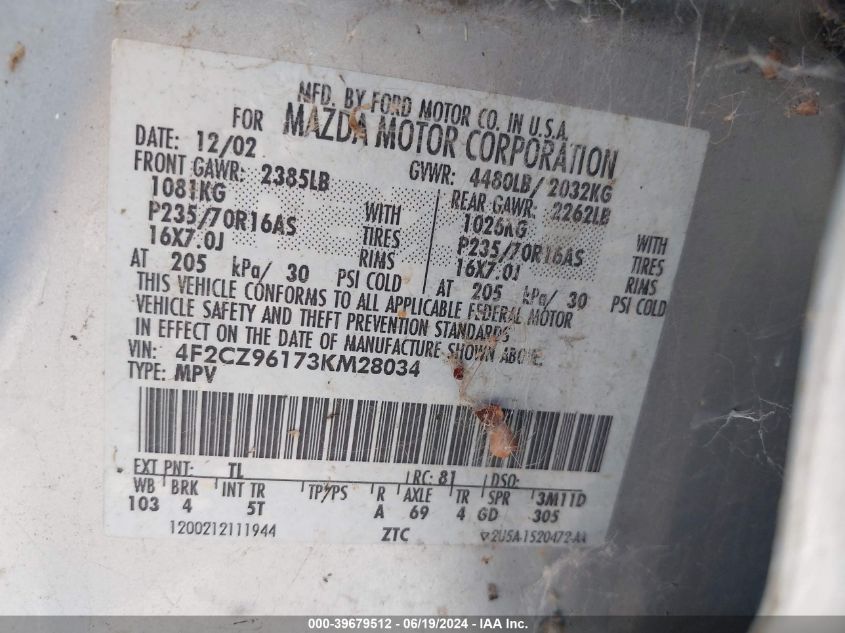 MFD. BY FORD MOTOR CO. IN U.S.A.
FOR MAZDA MOTOR CORPORATION
DATE: 12/02 GVWR: 4480LB/ 2032KG
FRONT GAWR: 2385LB REAR GAWR: 2262LB
1081KG 1026KG
P235/70R16AS WITH TIRES P235/70R16AS WITH TIRES
16X7.0J RIMS 16X7.0J RIMS
AT 205 kPa/ 30 PSI COLD AT 205 kPa/ 30 PSI COLD
THIS VEHICLE CONFORMS TO ALL APPLICABLE FEDERAL MOTOR
VEHICLE SAFETY AND THEFT PREVENTION STANDARDS
IN EFFECT ON THE DATE OF MANUFACTURE SHOWN ABOVE.
VIN: 4F2CZ96173KM28034
TYPE: MPV
EXT PNT: TL RC: 81 DSO:
WB BRK INT TR TP/PS R AXLE TR SPR 3M11D
103 4 5T A 69 4 GD 305
1200212111944 ZTC 2U5A-1520472-AA
000-39679512 - 06/19/2024 - IAA Inc.